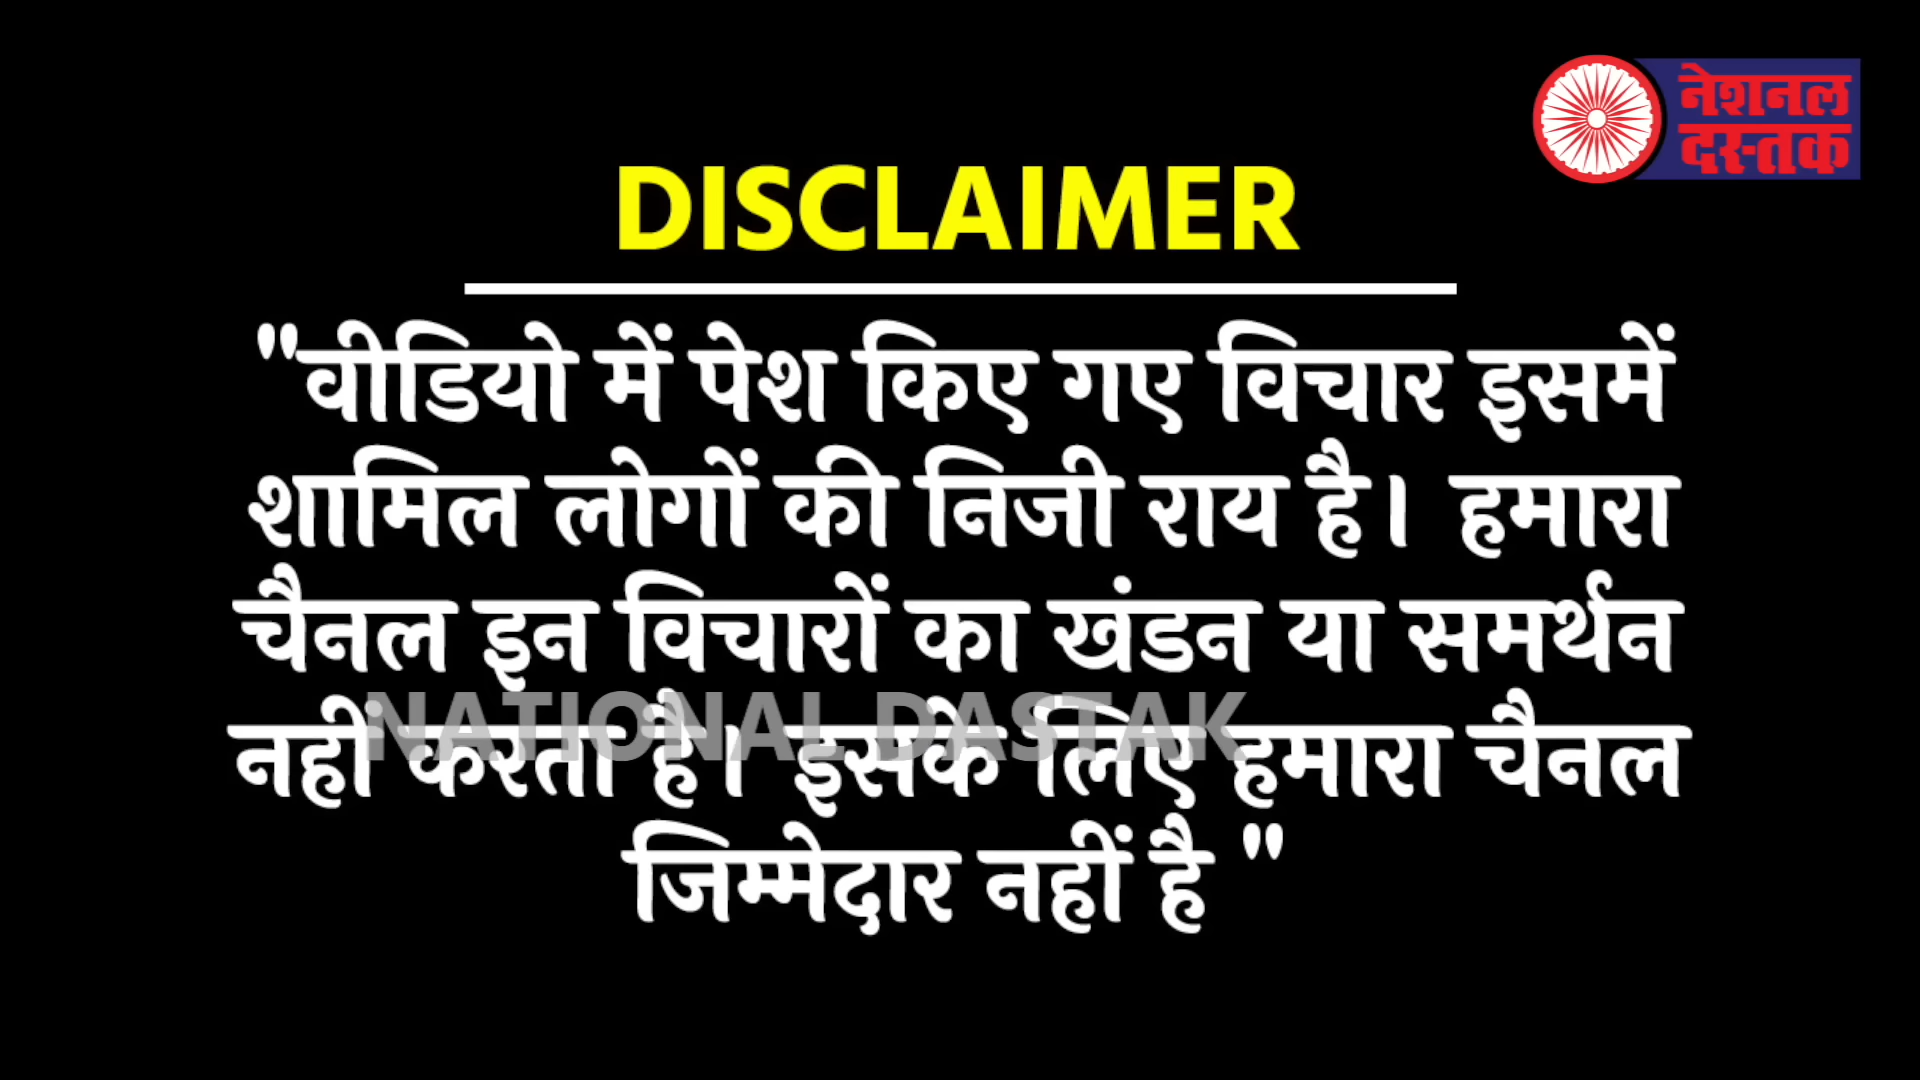 नेशनल
दस्तक
DISCLAIMER
"वीडियो में पेश किए गए विचार इसमें
शामिल लोगों की निजी राय है। हमारा
चैनल इन विचारों का खंडन या समर्थन
नहीं करता है। इसके लिए हमारा चैनल
NATIONAL DASTAK
जिम्मेदार नहीं है "